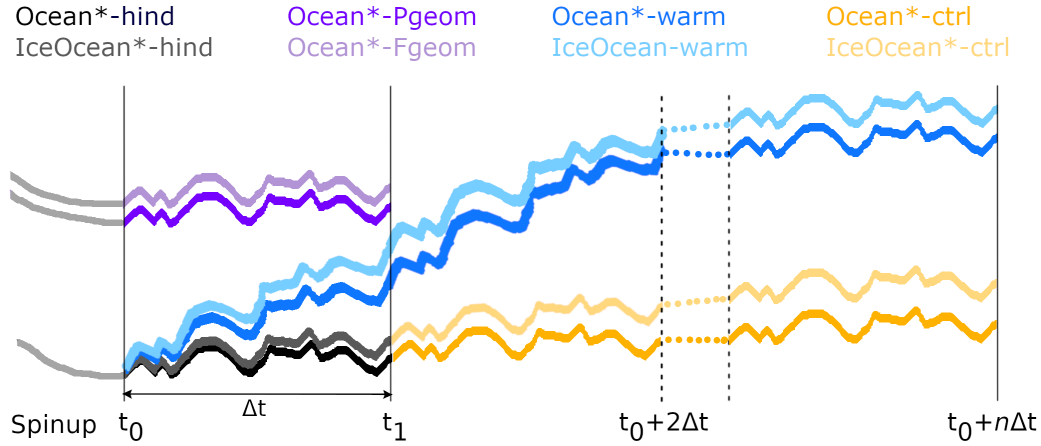 Ocean*-hind Ocean*-Pgeom Ocean*-warm Ocean*-ctrl
IceOcean*-hind Ocean*-Fgeom IceOcean-warm IceOcean*-ctrl
Δt
Spinup t0 t1 t0+2Δt t0+nΔt